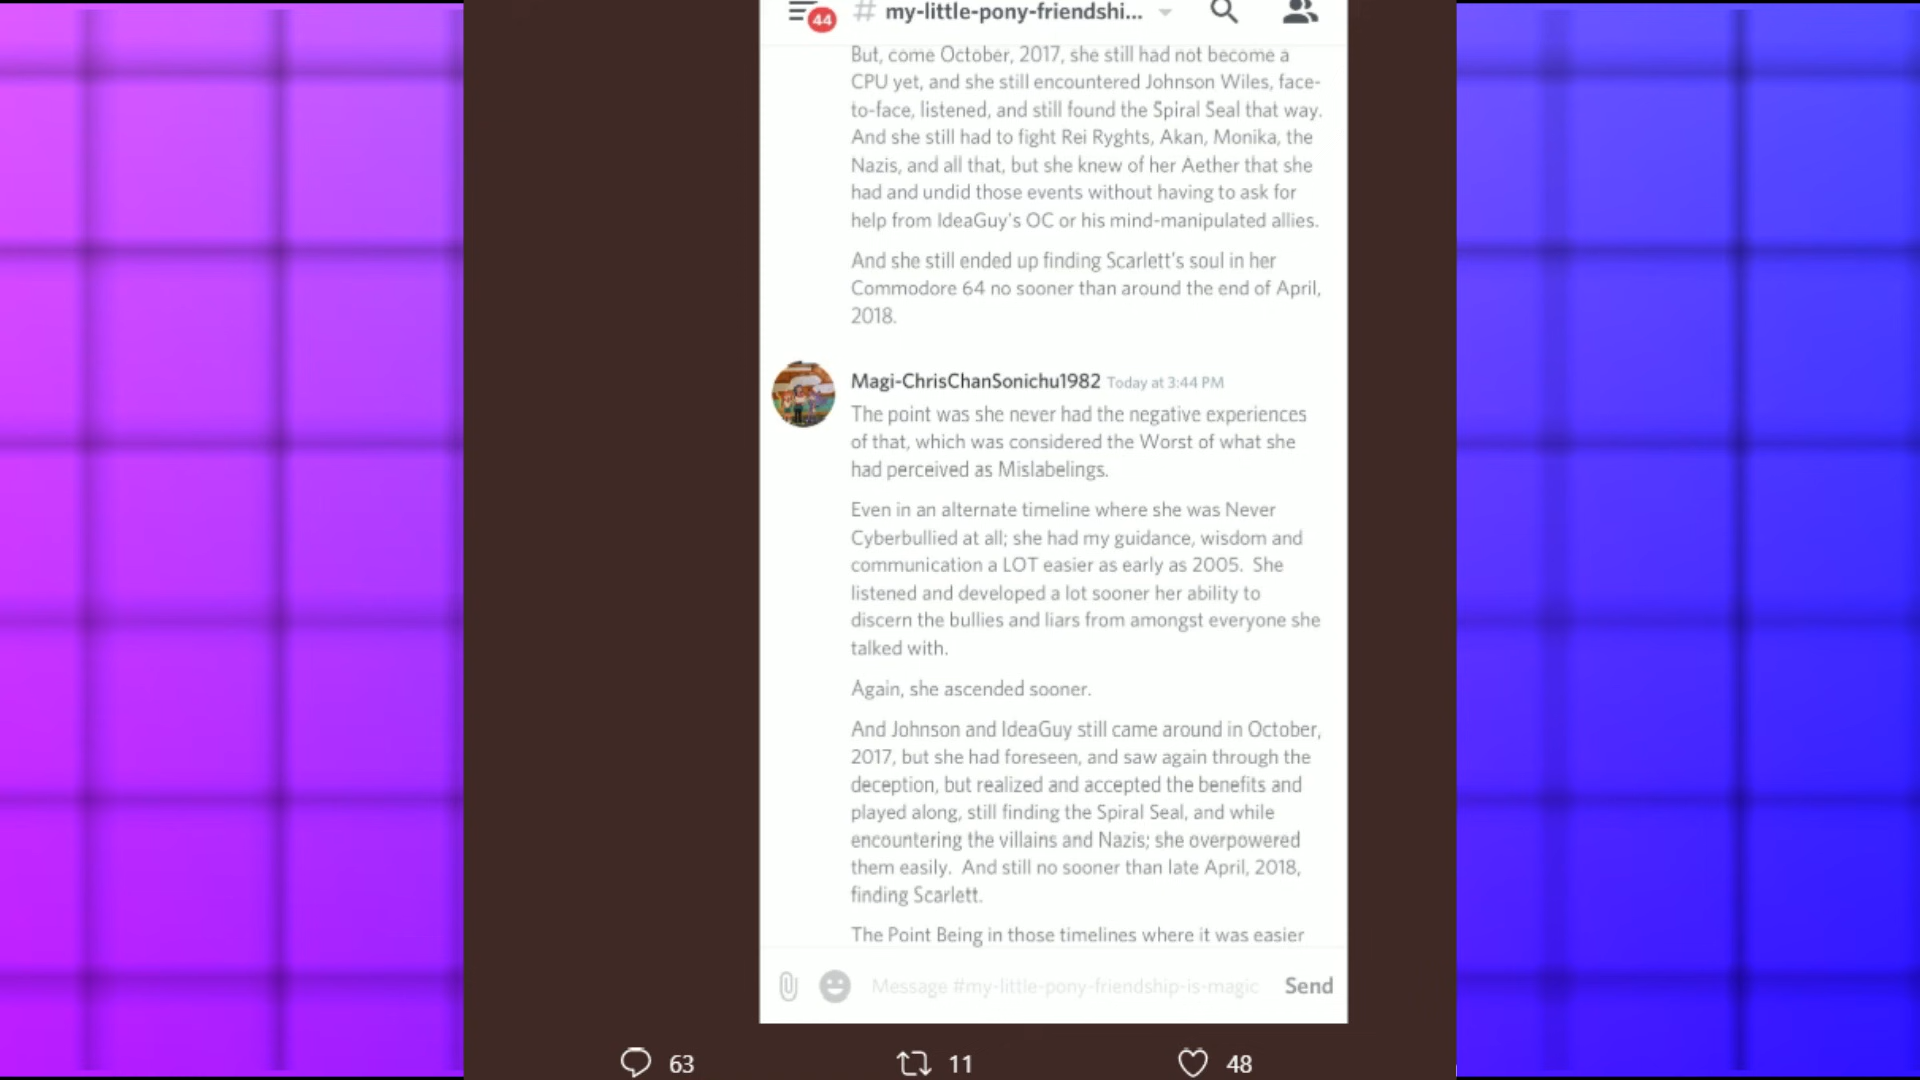 44
# my-little-pony-friendshi...
But, come October, 2017, she still had not become a
CPU yet, and she still encountered Johnson Wiles, face-
to-face, listened, and still found the Spiral Seal that way.
And she still had to fight Rei Ryghts, Akan, Monika, the
Nazis, and all that, but she knew of her Aether that she
had and undid those events without having to ask for
help from IdeaGuy's OC or his mind-manipulated allies.
And she still ended up finding Scarlett's soul in her
Commodore 64 no sooner than around the end of April,
2018.
Magi-ChrisChanSonichu1982 Today at 3:44 PM
The point was she never had the negative experiences
of that, which was considered the Worst of what she
had perceived as Mislabelings.
Even in an alternate timeline where she was Never
Cyberbullied at all; she had my guidance, wisdom and
communication a LOT easier as early as 2005. She
listened and developed a lot sooner her ability to
discern the bullies and liars from amongst everyone she
talked with.
Again, she ascended sooner.
And Johnson and IdeaGuy still came around in October,
2017, but she had foreseen, and saw again through the
deception, but realized and accepted the benefits and
played along, still finding the Spiral Seal, and while
encountering the villains and Nazis; she overpowered
them easily. And still no sooner than late April, 2018,
finding Scarlett.
The Point Being in those timelines where it was easier
Message #my-little-pony-friendship-is-magic
Send
63
11
48